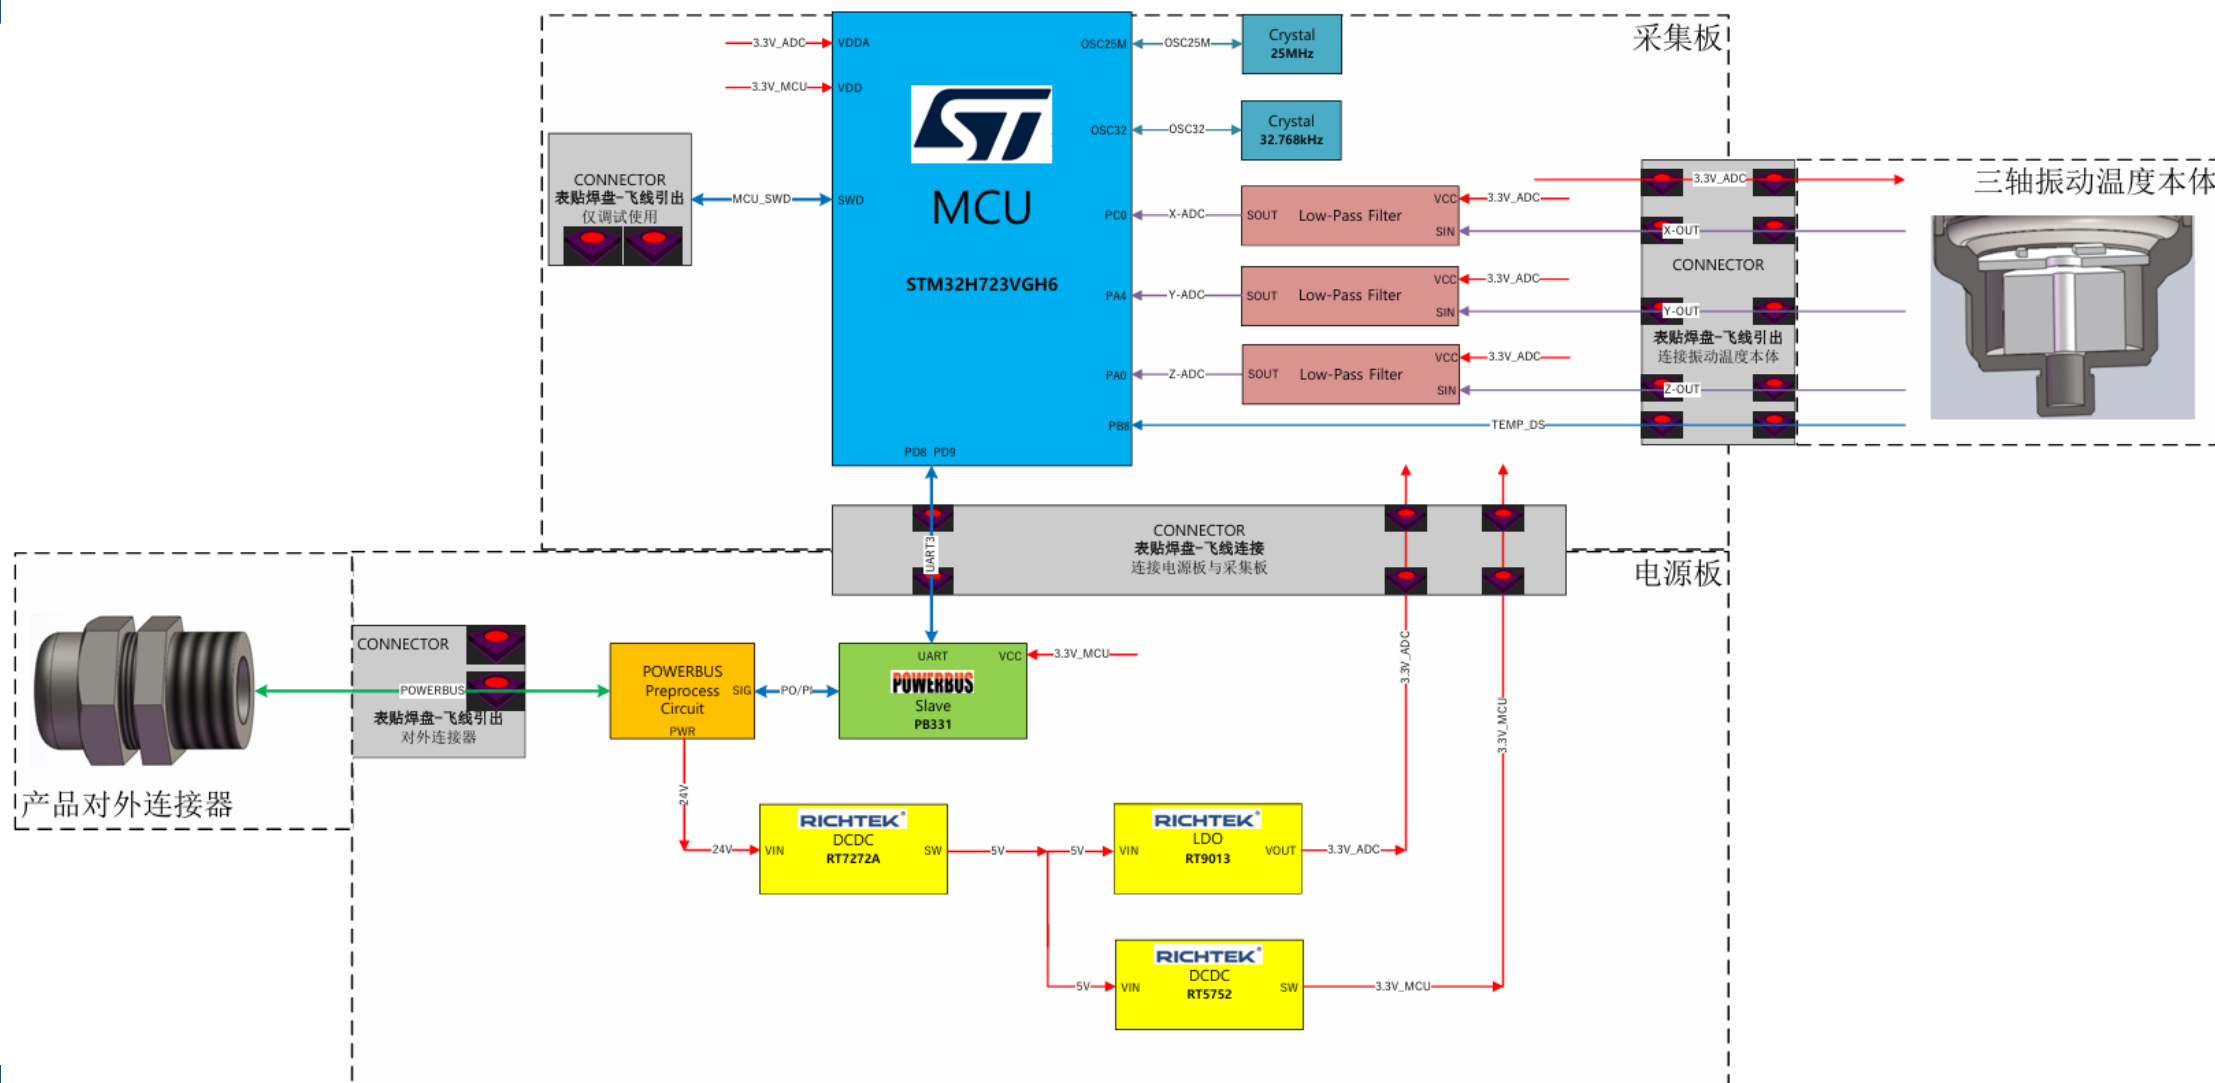 采集板
3.3V_ADC
VDDA
3.3V_MCU
VDD
MCU
STM32H723VGH6
OSC25M
OSC25M
Crystal
25MHz
OSC32
OSC32
Crystal
32.768kHz
CONNECTOR
表贴焊盘-飞线引出
仅调试使用
MCU_SWD
SWD
PC0
X-ADC
SOUT
Low-Pass Filter
VCC
SIN
3.3V_ADC
PA4
Y-ADC
SOUT
Low-Pass Filter
VCC
SIN
3.3V_ADC
PA0
Z-ADC
SOUT
Low-Pass Filter
VCC
SIN
3.3V_ADC
PB8
TEMP_DS
3.3V_ADC
X-OUT
CONNECTOR
Y-OUT
表贴焊盘-飞线引出
连接振动温度本体
Z-OUT
三轴振动温度本体
PD8 PD9
UART3
CONNECTOR
表贴焊盘-飞线连接
连接电源板与采集板
电源板
产品对外连接器
CONNECTOR
POWERBUS
表贴焊盘-飞线引出
对外连接器
POWERBUS
Preprocess
Circuit
SIG
PWR
PO/PI
UART
VCC
3.3V_MCU
POWERBUS
Slave
PB331
3.3V_ADC
3.3V_MCU
24V
24V
VIN
RICHTEK
DCDC
RT7272A
SW
5V
5V
VIN
RICHTEK
LDO
RT9013
VOUT
3.3V_ADC
5V
VIN
RICHTEK
DCDC
RT5752
SW
3.3V_MCU
ST